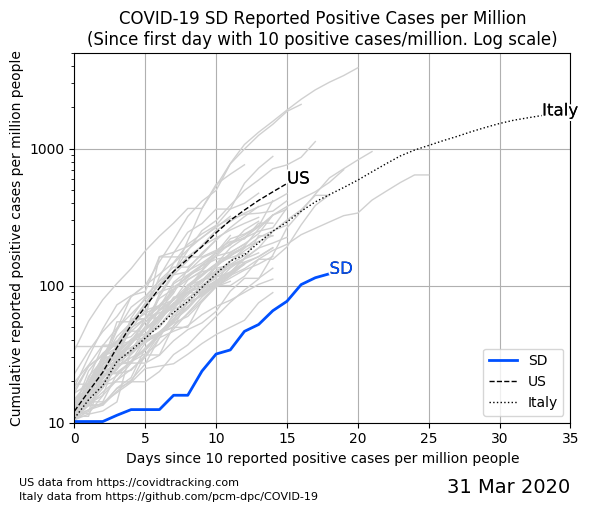 COVID-19 SD Reported Positive Cases per Million
(Since first day with 10 positive cases/million. Log scale)
Cumulative reported positive cases per million people
1000
100
10
Italy
US
SD
SD
US
Italy
0 5 10 15 20 25 30 35
Days since 10 reported positive cases per million people
US data from https://covidtracking.com
Italy data from https://github.com/pcm-dpc/COVID-19
31 Mar 2020